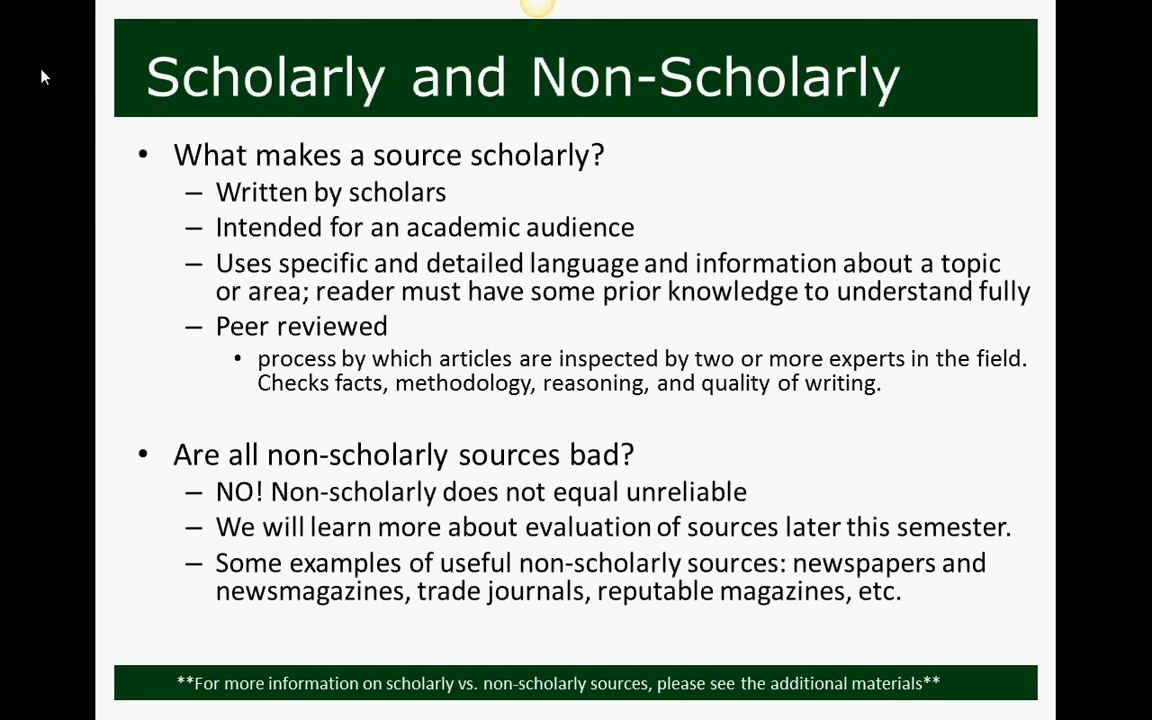 Scholarly and Non-Scholarly
• What makes a source scholarly?
– Written by scholars
– Intended for an academic audience
– Uses specific and detailed language and information about a topic
or area; reader must have some prior knowledge to understand fully
– Peer reviewed
• process by which articles are inspected by two or more experts in the field.
Checks facts, methodology, reasoning, and quality of writing.
• Are all non-scholarly sources bad?
– NO! Non-scholarly does not equal unreliable
– We will learn more about evaluation of sources later this semester.
– Some examples of useful non-scholarly sources: newspapers and
newsmagazines, trade journals, reputable magazines, etc.
**For more information on scholarly vs. non-scholarly sources, please see the additional materials**